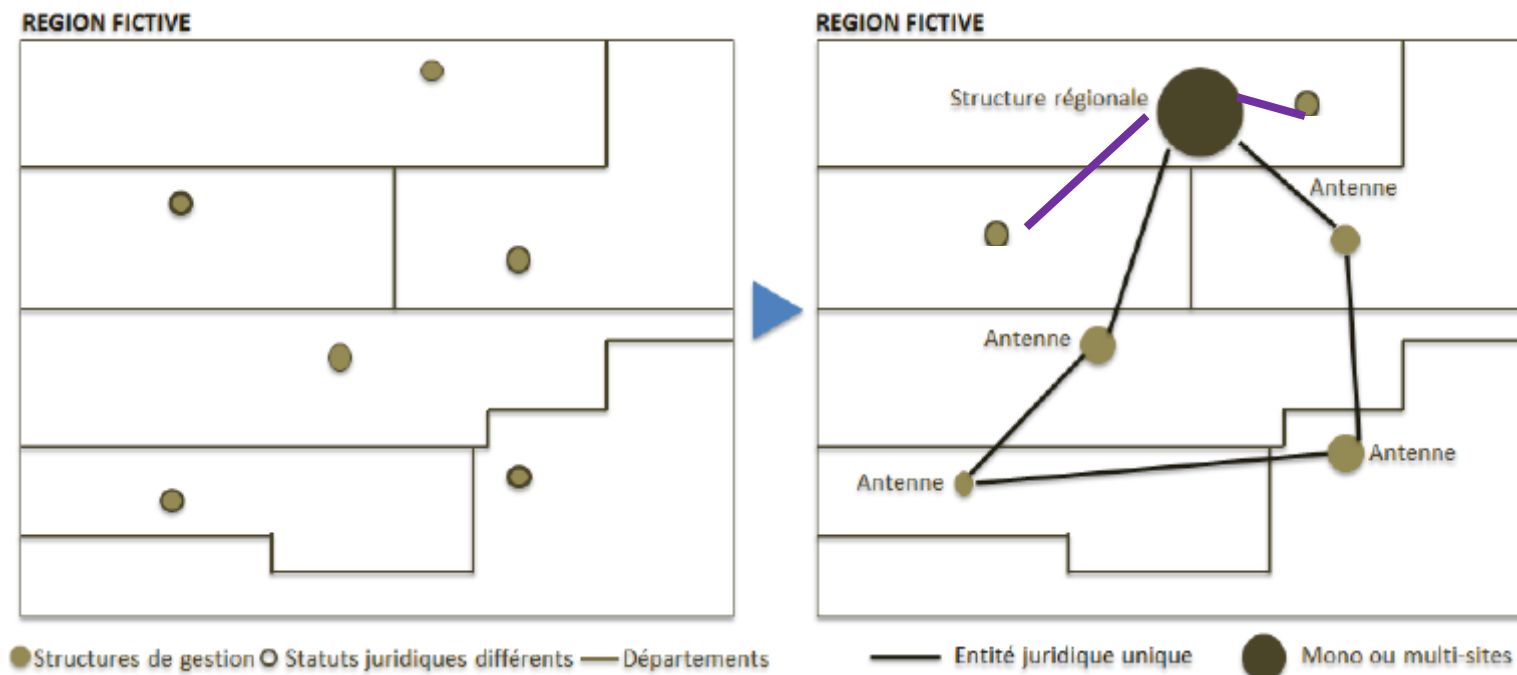 REGION FICTIVE
REGION FICTIVE
Structure régionale
Antenne
Antenne
Antenne
Antenne
Structures de gestion
Statuts juridiques différents
Départements
Entité juridique unique
Mono ou multi-sites